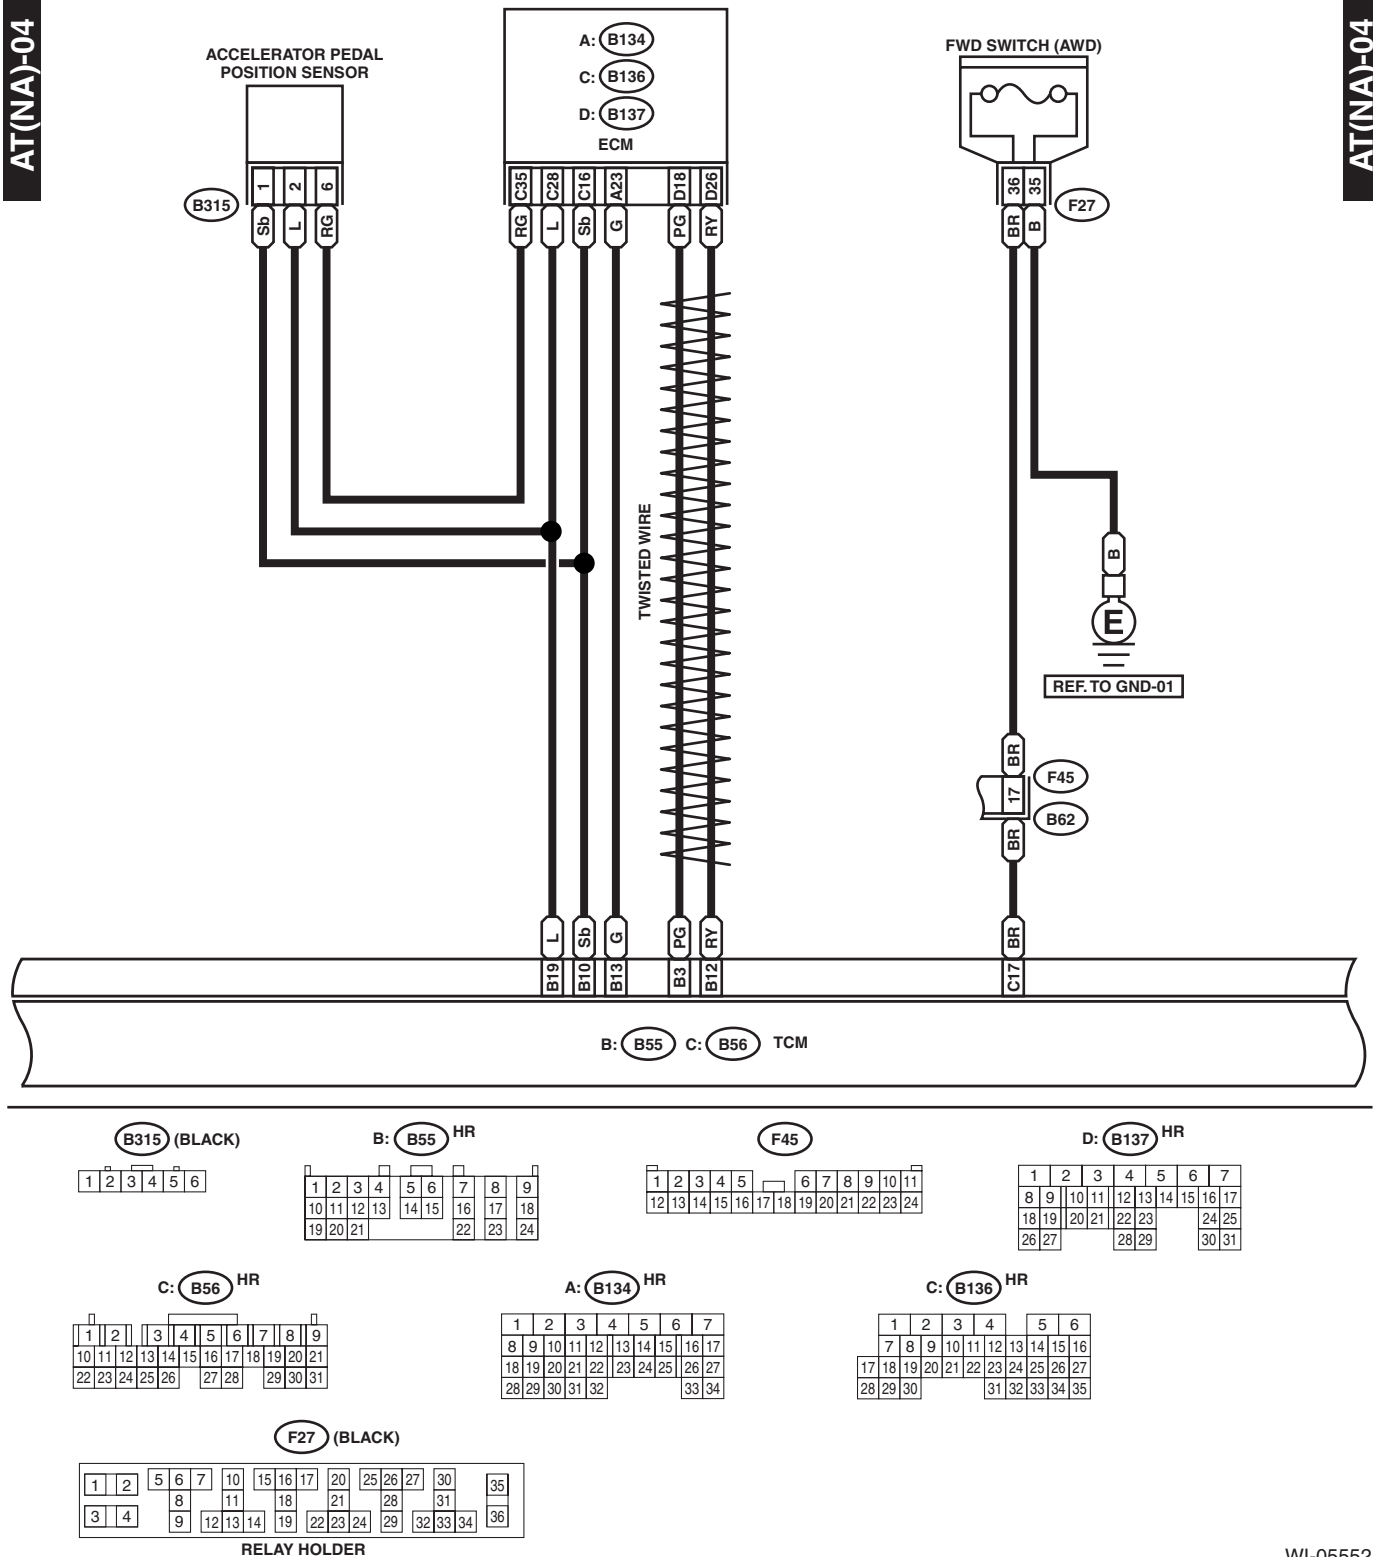 AT(NA)-04
AT(NA)-04
ACCELERATOR PEDAL
POSITION SENSOR
A: B134
C: B136
D: B137
ECM
FWD SWITCH (AWD)
B315
1 2 6
C35 C28 C16 A23 D18 D26
36 35
F27
Sb L RG
RG L Sb G PG RY
BR B
TWISTED WIRE
B
E
REF. TO GND-01
BR
17
F45
B62
BR
L Sb G PG RY BR
B19 B10 B13 B3 B12 C17
B: B55 C: B56 TCM
B315 (BLACK)
1 2 3 4 5 6
B: B55 HR
1 2 3 4 5 6 7 8 9
10 11 12 13 14 15 16 17 18
19 20 21 22 23 24
F45
1 2 3 4 5 6 7 8 9 10 11
12 13 14 15 16 17 18 19 20 21 22 23 24
D: B137 HR
1 2 3 4 5 6 7
8 9 10 11 12 13 14 15 16 17
18 19 20 21 22 23 24 25
26 27 28 29 30 31
C: B56 HR
1 2 3 4 5 6 7 8 9
10 11 12 13 14 15 16 17 18 19 20 21
22 23 24 25 26 27 28 29 30 31
A: B134 HR
1 2 3 4 5 6 7
8 9 10 11 12 13 14 15 16 17
18 19 20 21 22 23 24 25 26 27
28 29 30 31 32 33 34
C: B136 HR
1 2 3 4 5 6
7 8 9 10 11 12 13 14 15 16
17 18 19 20 21 22 23 24 25 26 27
28 29 30 31 32 33 34 35
F27 (BLACK)
1 2 5 6 7 10 15 16 17 20 25 26 27 30 35
8 11 18 21 28 31
3 4 9 12 13 14 19 22 23 24 29 32 33 34 36
RELAY HOLDER
WI-05552